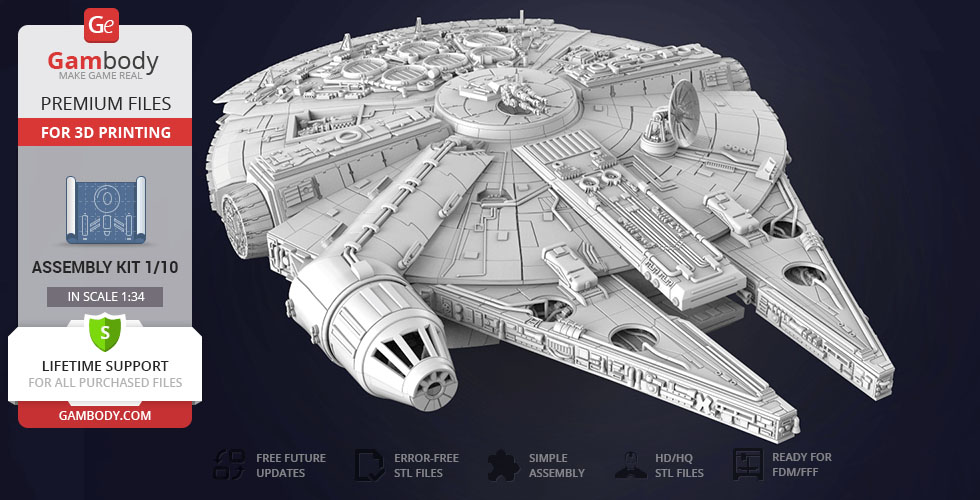 Ge
Gambody
MAKE GAME REAL
PREMIUM FILES
FOR 3D PRINTING
ASSEMBLY KIT 1/10
IN SCALE 1:34
S
LIFETIME SUPPORT
FOR ALL PURCHASED FILES
GAMBODY.COM
FREE FUTURE
UPDATES
ERROR-FREE
STL FILES
SIMPLE
ASSEMBLY
HD/HQ
STL FILES
READY FOR
FDM/FFF